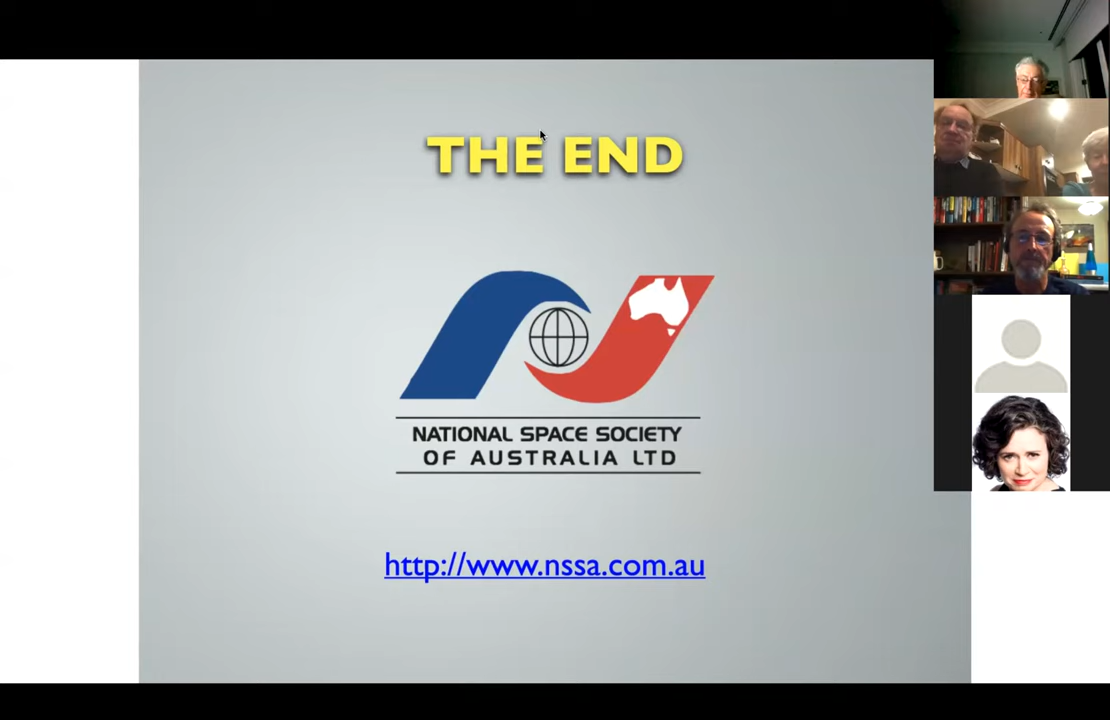 THE END
NATIONAL SPACE SOCIETY
OF AUSTRALIA LTD
http://www.nssa.com.au